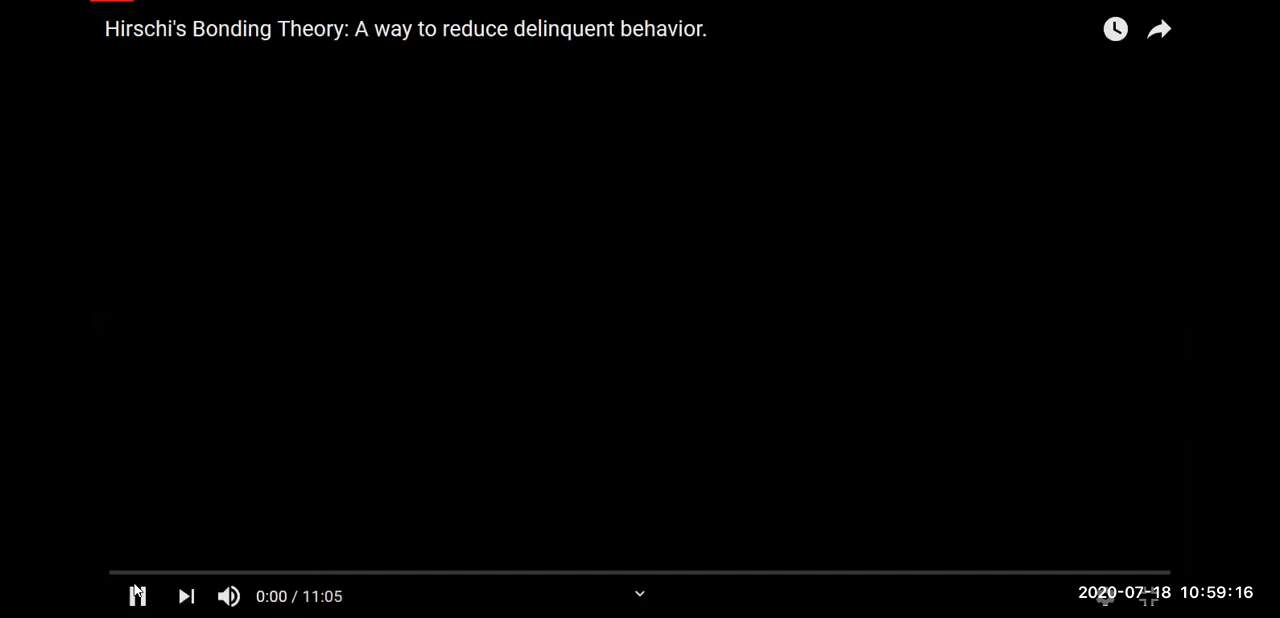 Hirschi's Bonding Theory: A way to reduce delinquent behavior.
0:00 / 11:05
2020-07-18 10:59:16